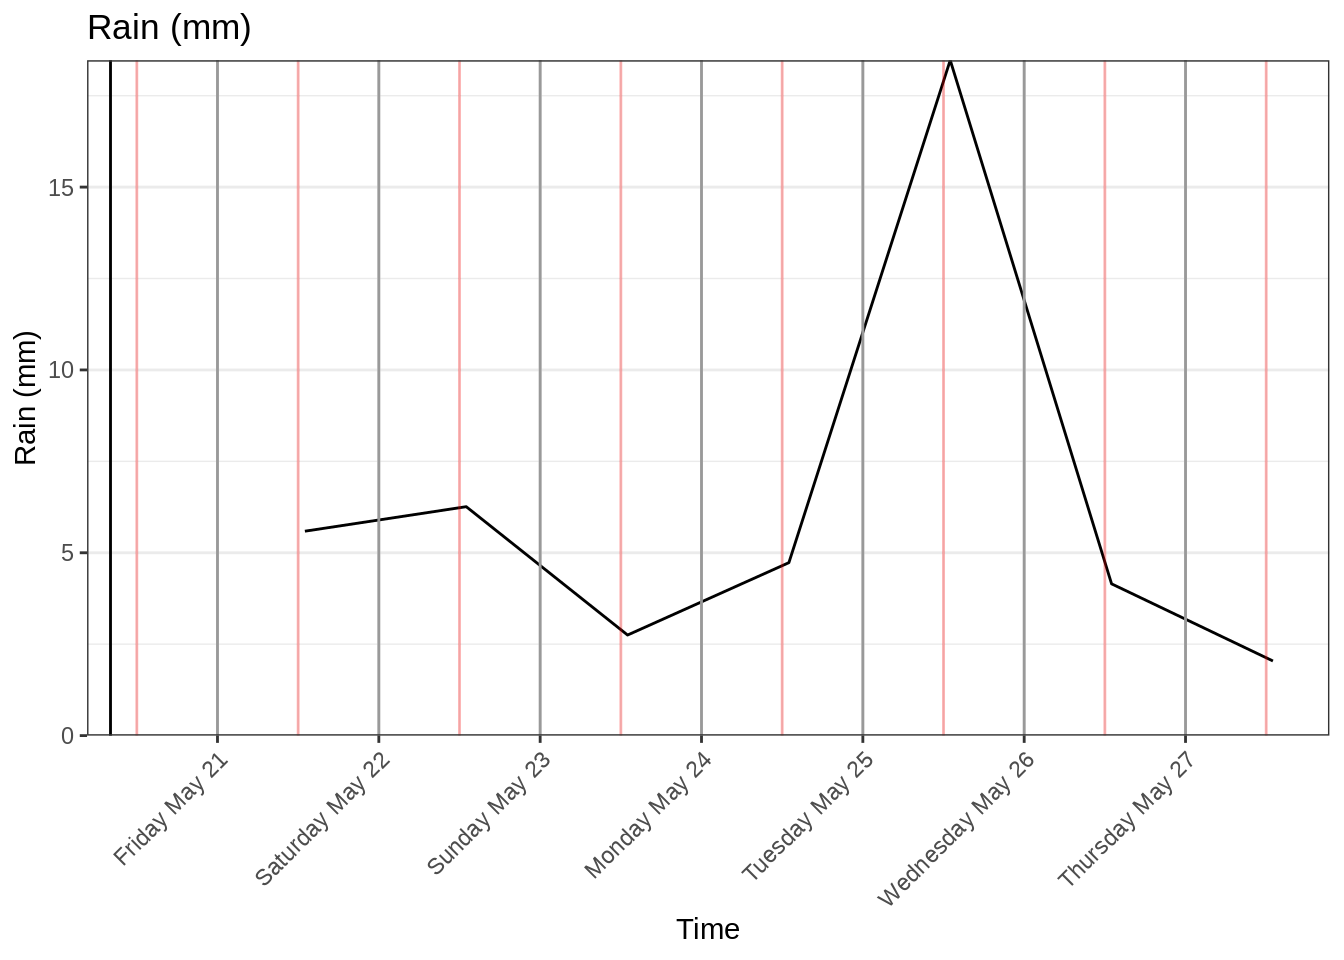 Rain (mm)
Rain (mm)
15
10
5
0
Friday May 21
Saturday May 22
Sunday May 23
Monday May 24
Tuesday May 25
Wednesday May 26
Thursday May 27
Time